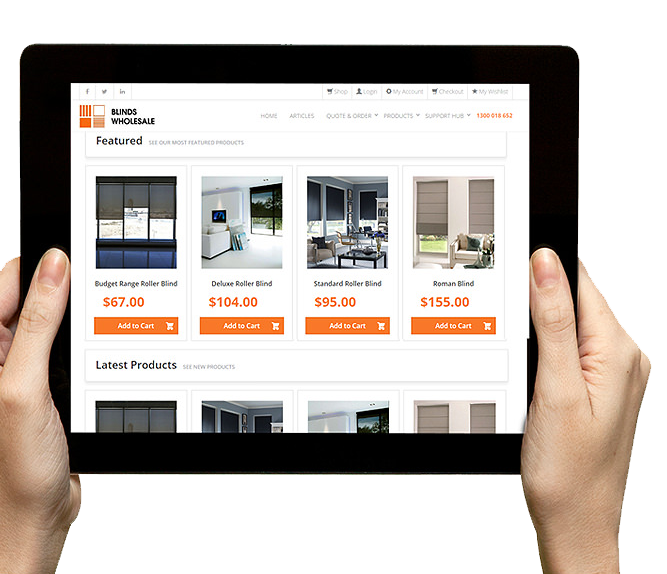 f
in
Shop Login My Account Checkout My Wishlist
BLINDS
WHOLESALE
HOME ARTICLES QUOTE & ORDER PRODUCTS SUPPORT HUB 1300 018 652
Featured SEE OUR MOST FEATURED PRODUCTS
Budget Range Roller Blind Deluxe Roller Blind Standard Roller Blind Roman Blind
$67.00 $104.00 $95.00 $155.00
Add to Cart Add to Cart Add to Cart Add to Cart
Latest Products SEE NEW PRODUCTS